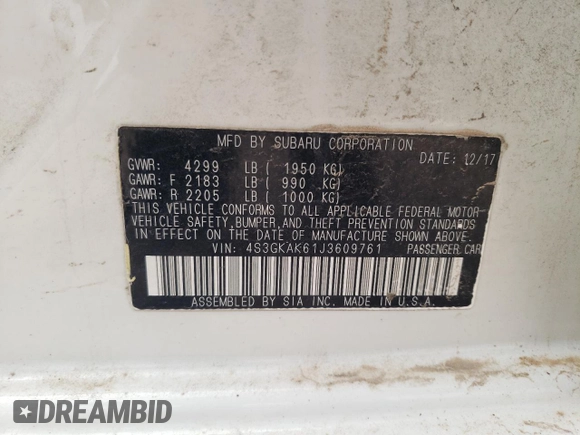 MFD BY SUBARU CORPORATION
DATE: 12/17
GVWR: 4299 LB ( 1950 KG)
GAWR: F 2183 LB ( 990 KG)
GAWR: R 2205 LB ( 1000 KG)
THIS VEHICLE CONFORMS TO ALL APPLICABLE FEDERAL MOTOR
VEHICLE SAFETY, BUMPER, AND THEFT PREVENTION STANDARDS
IN EFFECT ON THE DATE OF MANUFACTURE SHOWN ABOVE.
VIN: 4S3GKAK61J3609761 PASSENGER CAR
ASSEMBLED BY SIA INC. MADE IN U.S.A.
DREAMBID